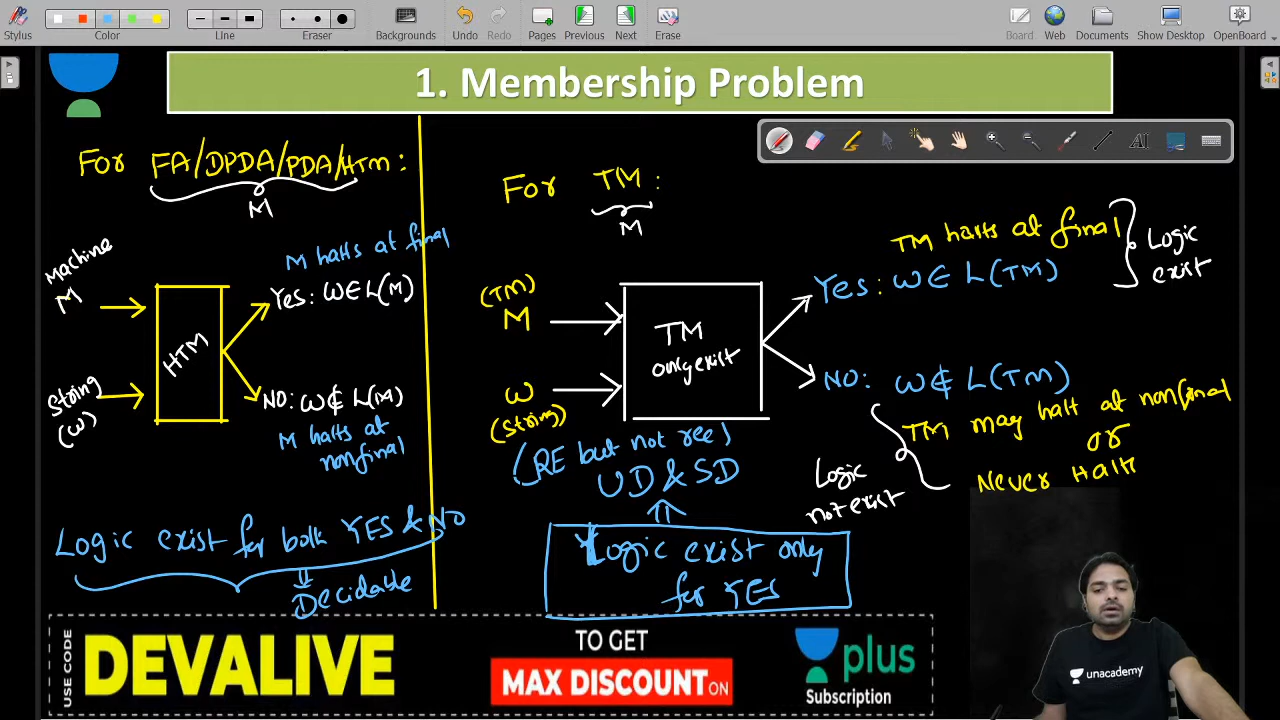 Stylus
Color
Line
Eraser
Backgrounds
Undo
Redo
Pages
Previous
Next
Erase
Board
Web
Documents
Show Desktop
OpenBoard
1. Membership Problem
For FA/DPDA/PDA/HTM:
M
Machine
M
String
(w)
HTM
M halts at final
Yes: w∈L(M)
NO: w∉L(M)
M halts at
nonfinal
Logic exist for both YES & NO
⇓
Decidable
For TM:
M
(TM)
M
w
(String)
TM
only exist
TM halts at final
Yes: w∈ L(TM)
Logic
exist
NO: w∉ L(TM)
TM may halt at nonfinal
or
Never Halt
Logic
not exist
(RE but not rec)
UD & SD
⇑
Logic exist only
for YES
USE CODE
DEVALIVE
TO GET
MAX DISCOUNT ON
plus
Subscription
unacademy